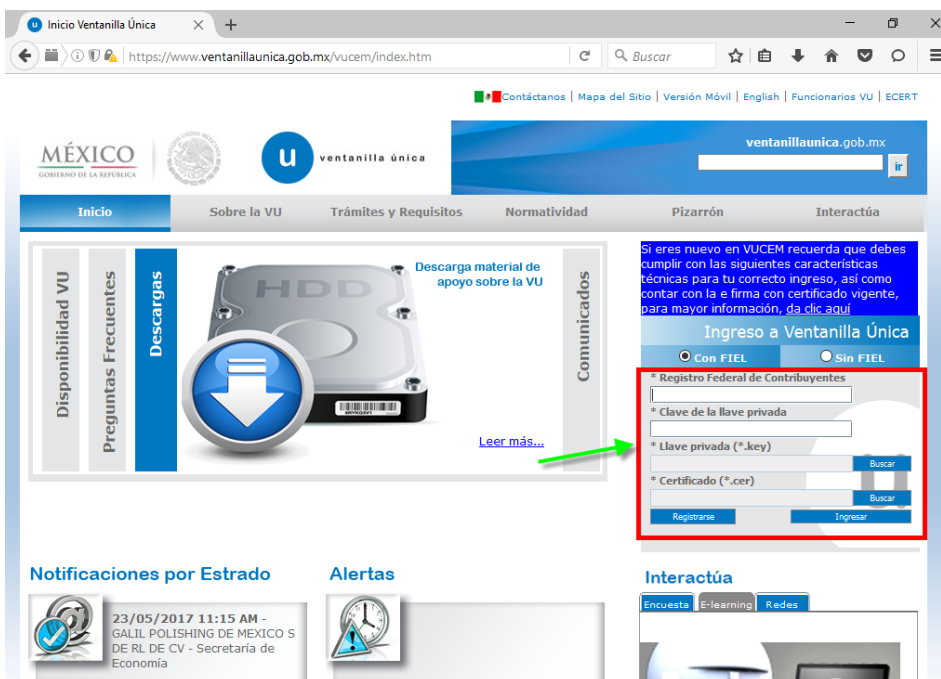 Inicio Ventanilla Única
https://www.ventanillaunica.gob.mx/vucem/index.htm
Buscar
Contáctanos | Mapa del Sitio | Versión Móvil | English | Funcionarios VU | ECERT
MÉXICO
GOBIERNO DE LA REPÚBLICA
u
ventanilla única
ventanillaunica.gob.mx
ir
Inicio
Sobre la VU
Trámites y Requisitos
Normatividad
Pizarrón
Interactúa
Disponibilidad VU
Preguntas Frecuentes
Descargas
HDD
Descarga material de
apoyo sobre la VU
Leer más...
Comunicados
Si eres nuevo en VUCEM recuerda que debes
cumplir con las siguientes características
técnicas para tu correcto ingreso, así como
contar con la e firma con certificado vigente,
para mayor información, da clic aquí
Ingreso a Ventanilla Única
Con FIEL
Sin FIEL
* Registro Federal de Contribuyentes
* Clave de la llave privada
* Llave privada (*.key)
Buscar
* Certificado (*.cer)
Buscar
Registrarse
Ingresar
Notificaciones por Estrado
23/05/2017 11:15 AM -
GALIL POLISHING DE MEXICO S
DE RL DE CV - Secretaría de
Economía
Alertas
Interactúa
Encuesta
E-learning
Redes